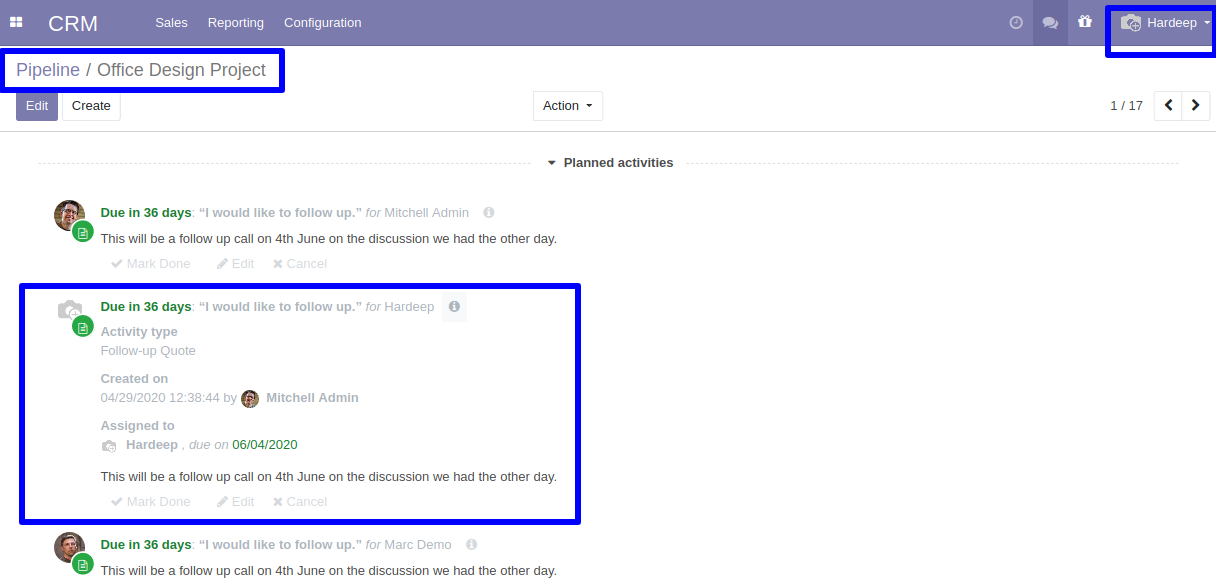 CRM Sales Reporting Configuration Hardeep
Pipeline / Office Design Project
Edit Create Action 1 / 17
Planned activities
Due in 36 days: “I would like to follow up.” for Mitchell Admin
This will be a follow up call on 4th June on the discussion we had the other day.
Mark Done Edit Cancel
Due in 36 days: “I would like to follow up.” for Hardeep
Activity type
Follow-up Quote
Created on
04/29/2020 12:38:44 by Mitchell Admin
Assigned to
Hardeep , due on 06/04/2020
This will be a follow up call on 4th June on the discussion we had the other day.
Mark Done Edit Cancel
Due in 36 days: “I would like to follow up.” for Marc Demo
This will be a follow up call on 4th June on the discussion we had the other day.